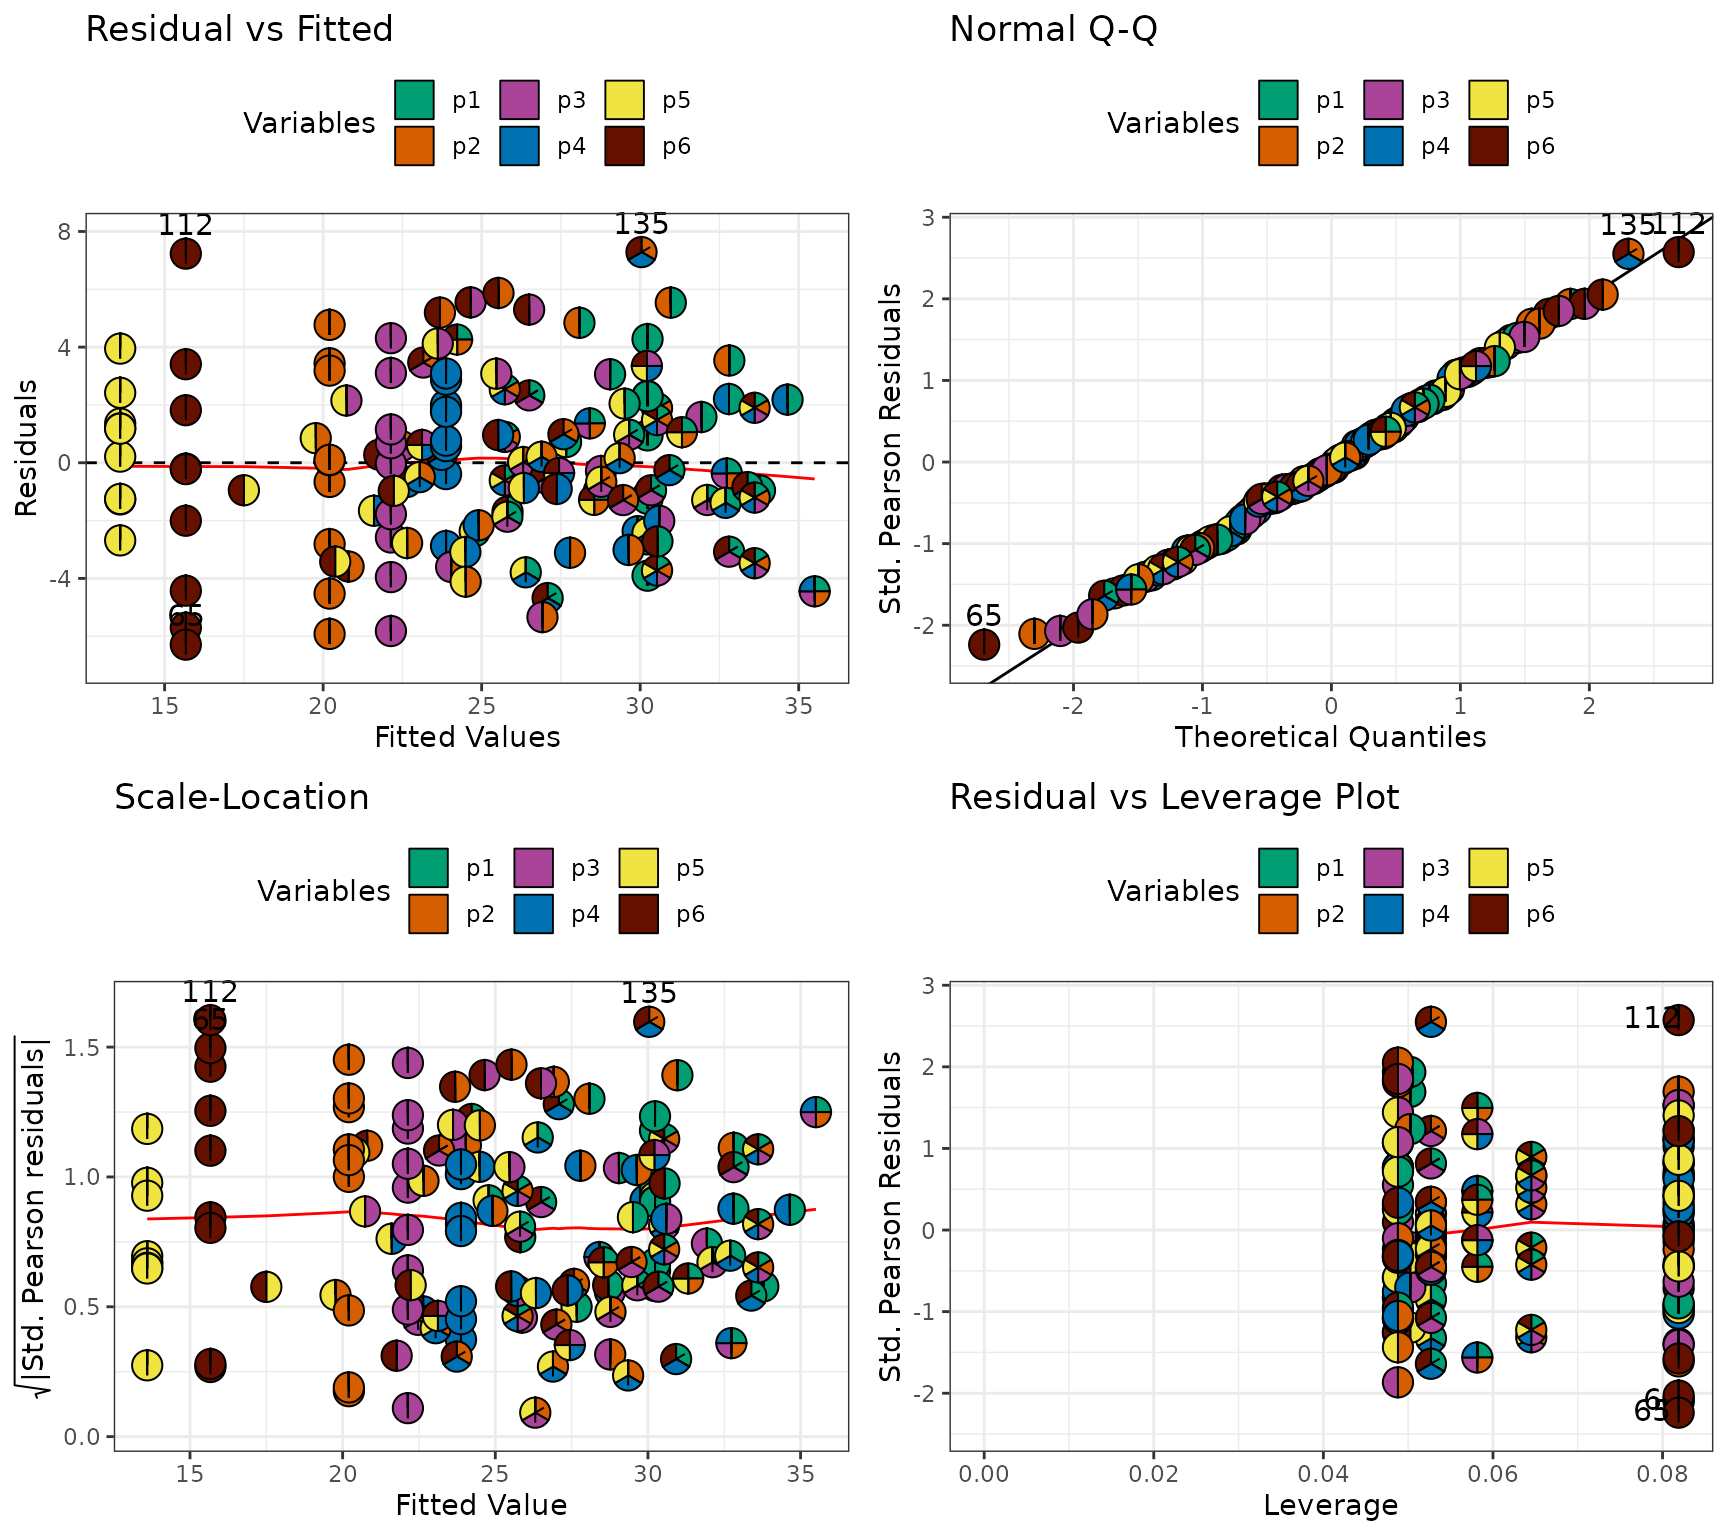 Residual vs Fitted
Variables
p1 p3 p5
p2 p4 p6
112 135
65
8
4
0
-4
Residuals
15 20 25 30 35
Fitted Values
Normal Q-Q
Variables
p1 p3 p5
p2 p4 p6
135 112
65
3
2
1
0
-1
-2
Std. Pearson Residuals
-2 -1 0 1 2
Theoretical Quantiles
Scale-Location
Variables
p1 p3 p5
p2 p4 p6
112 135
65
1.5
1.0
0.5
0.0
√|Std. Pearson residuals|
15 20 25 30 35
Fitted Value
Residual vs Leverage Plot
Variables
p1 p3 p5
p2 p4 p6
112
65
3
2
1
0
-1
-2
Std. Pearson Residuals
0.00 0.02 0.04 0.06 0.08
Leverage